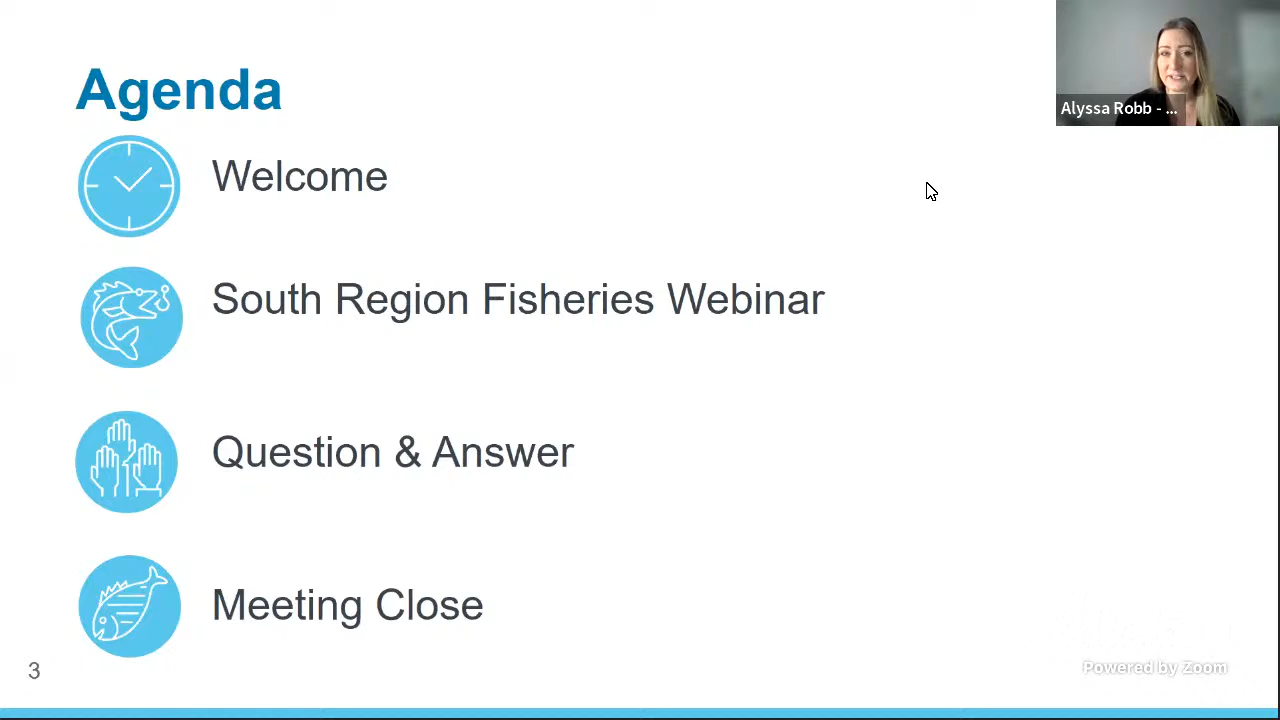 Agenda
Alyssa Robb - ...
Welcome
South Region Fisheries Webinar
Question & Answer
Meeting Close
3
Powered by Zoom